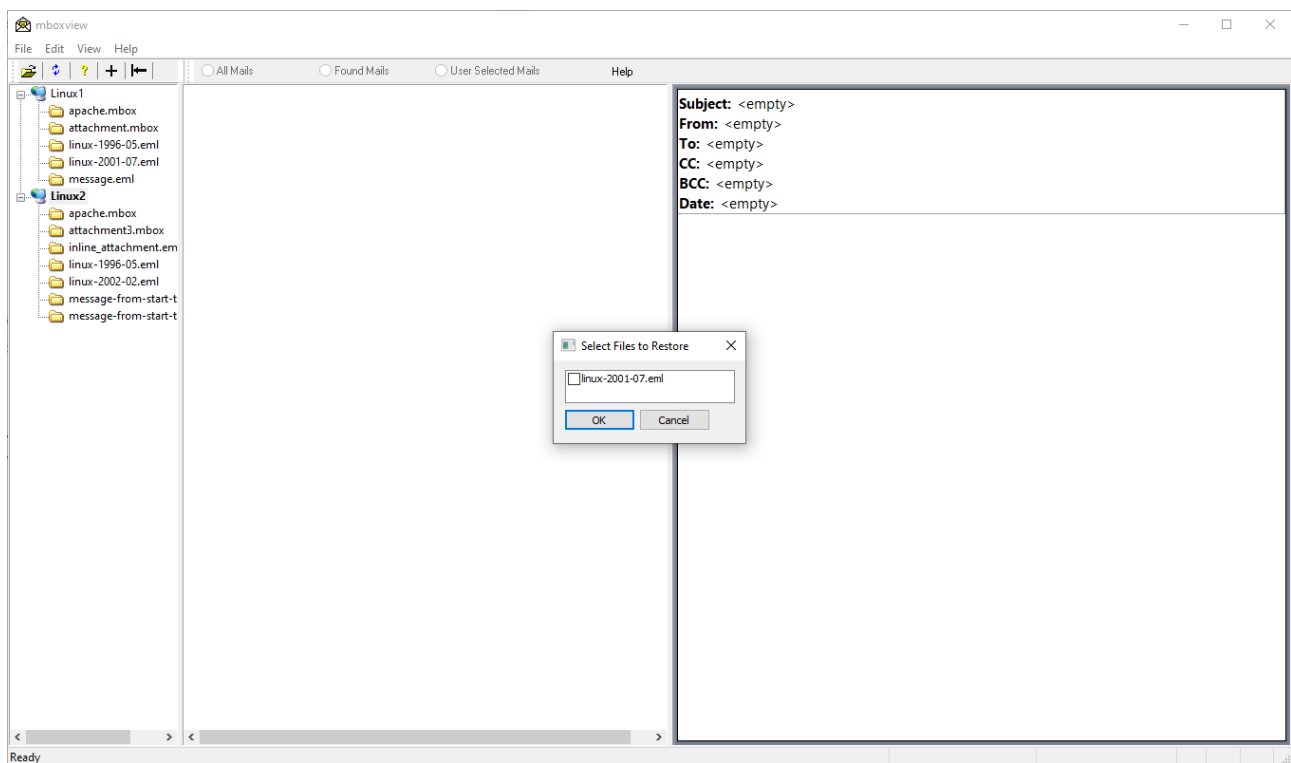 mboxview
File Edit View Help
All Mails Found Mails User Selected Mails Help
Linux1
apache.mbox
attachment.mbox
linux-1996-05.eml
linux-2001-07.eml
message.eml
Linux2
apache.mbox
attachment3.mbox
inline_attachment.em
linux-1996-05.eml
linux-2002-02.eml
message-from-start-t
message-from-start-t
Subject: <empty>
From: <empty>
To: <empty>
CC: <empty>
BCC: <empty>
Date: <empty>
Select Files to Restore
linux-2001-07.eml
OK Cancel
Ready